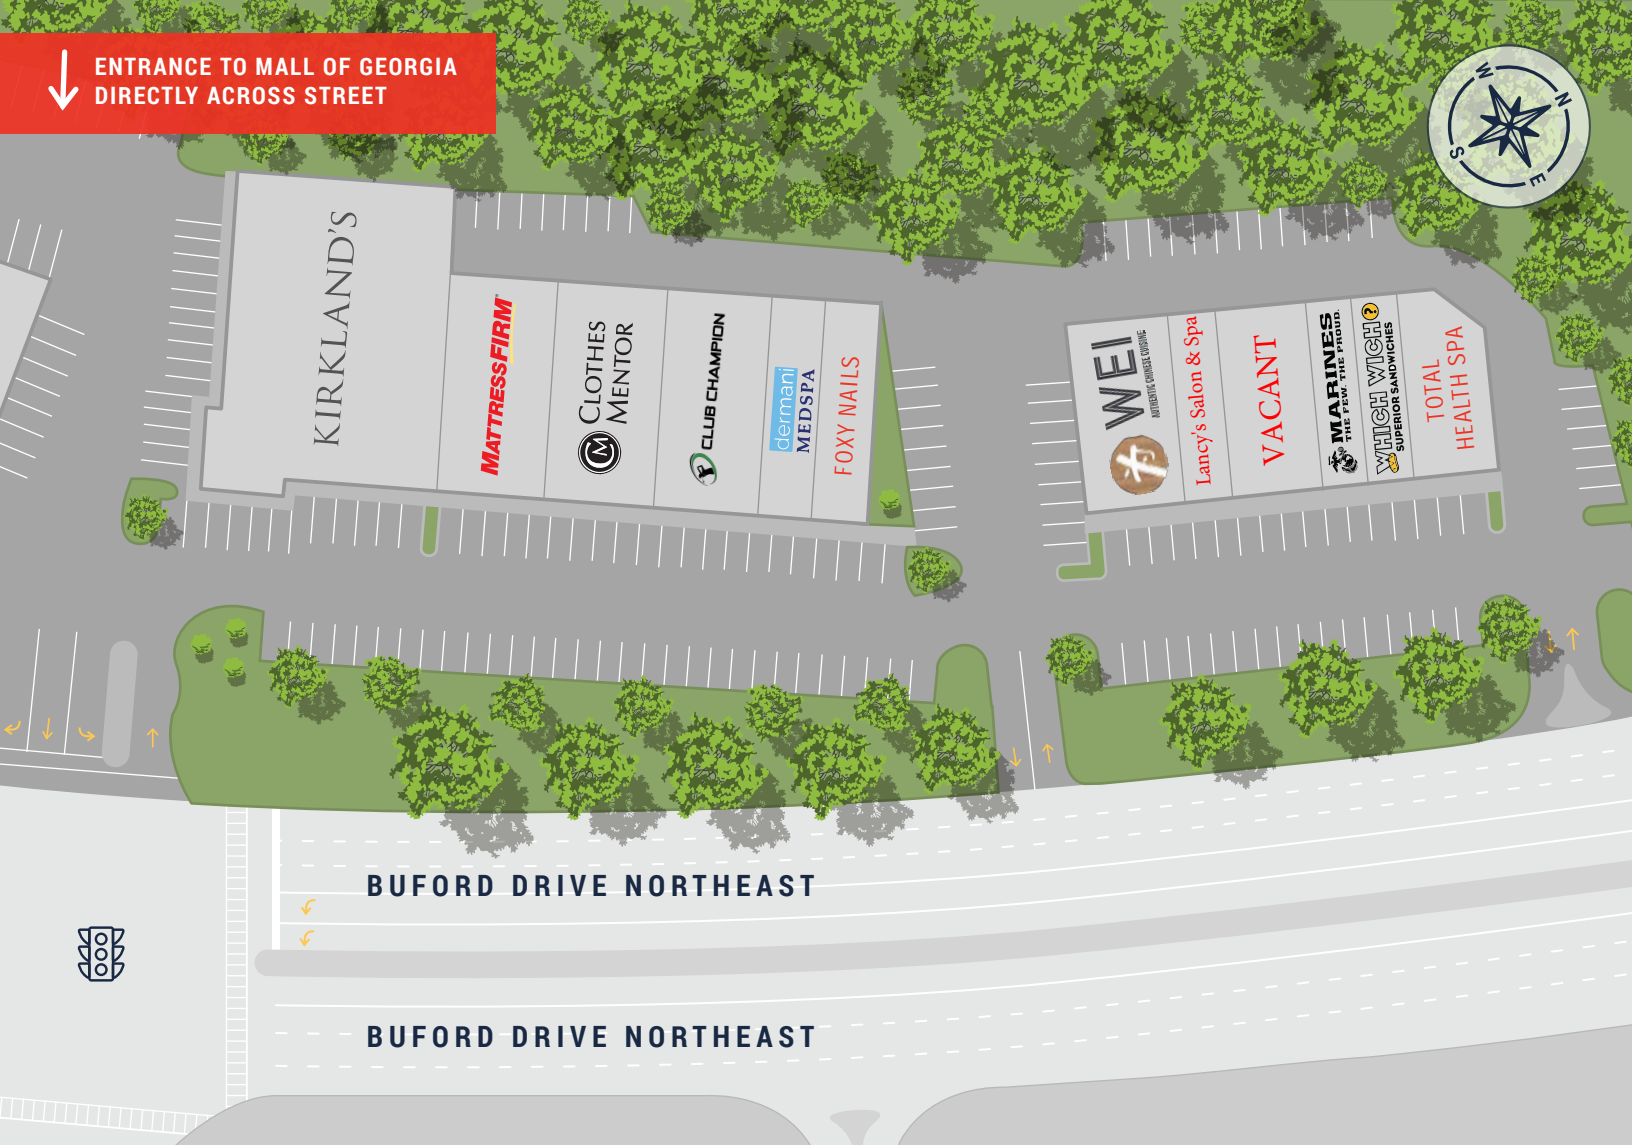 ENTRANCE TO MALL OF GEORGIA
DIRECTLY ACROSS STREET
W
N
S
E
KIRKLAND'S
MATTRESSFIRM
CLOTHES
MENTOR
CM
CLUB CHAMPION
dermani
MEDSPA
FOXY NAILS
WEI
AUTHENTIC CHINESE CUISINE
Lancy's Salon & Spa
VACANT
MARINES
THE FEW. THE PROUD.
WHICH WICH?
SUPERIOR SANDWICHES
TOTAL
HEALTH SPA
BUFORD DRIVE NORTHEAST
BUFORD DRIVE NORTHEAST